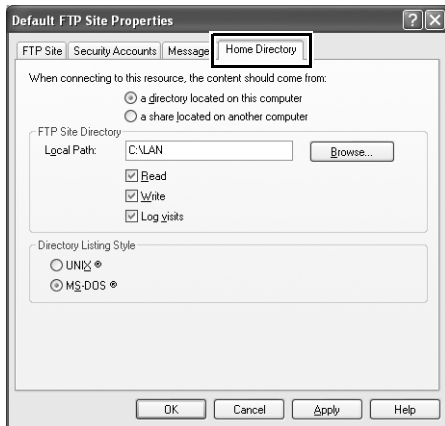 Default FTP Site Properties
FTP Site Security Accounts Message Home Directory
When connecting to this resource, the content should come from:
a directory located on this computer
a share located on another computer
FTP Site Directory
Local Path: C:\LAN Browse...
Read
Write
Log visits
Directory Listing Style
UNIX ®
MS-DOS ®
OK Cancel Apply Help